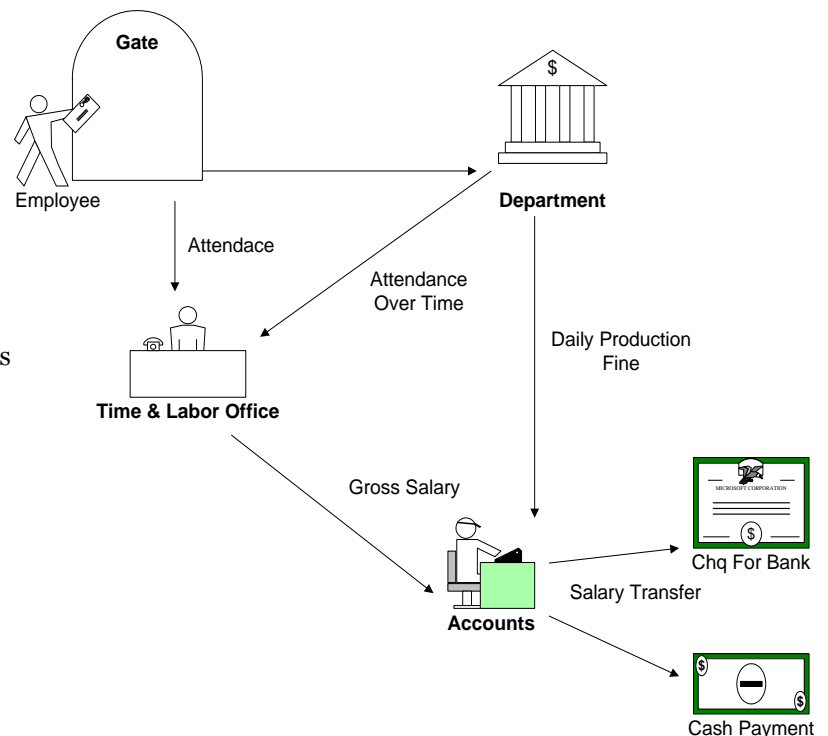 Gate
$
Employee
Department
Attendace
Attendance
Over Time
Daily Production
Fine
s
Time & Labor Office
Gross Salary
MICROSOFT CORPORATION
$
Chq For Bank
Salary Transfer
Accounts
$
$
Cash Payment